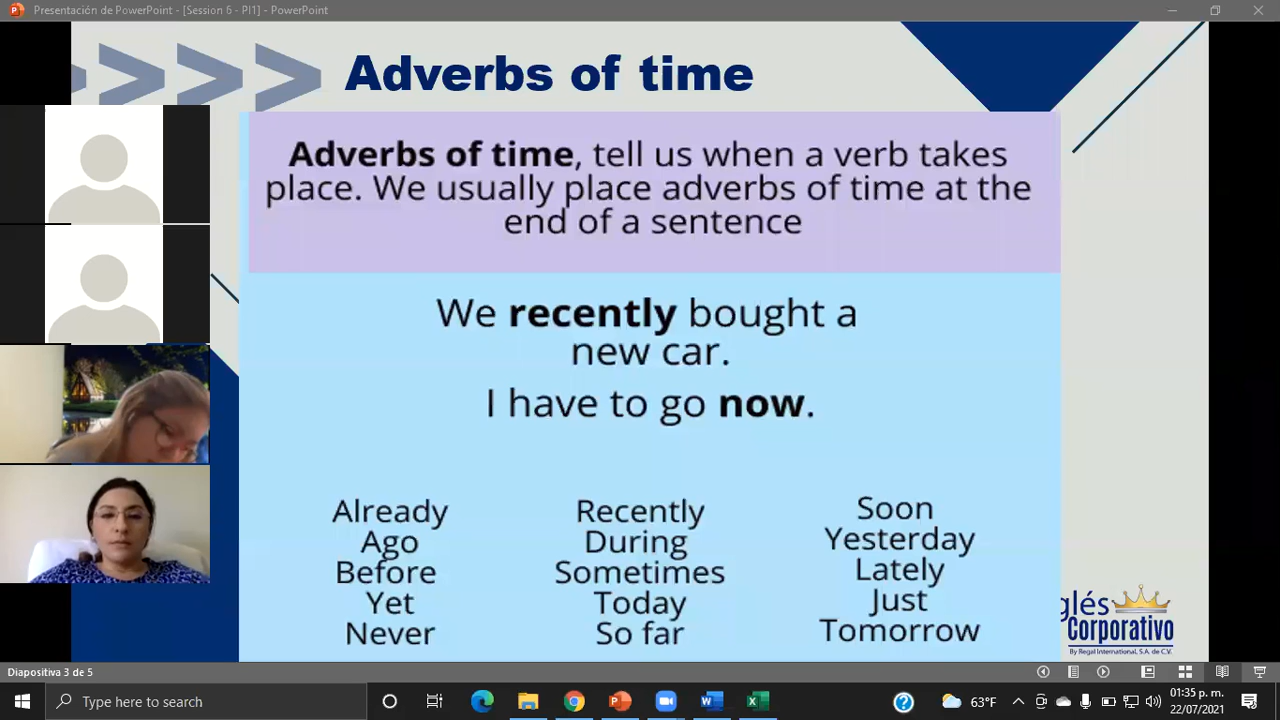 Presentación de PowerPoint - [Session 6 - PI1] - PowerPoint
Adverbs of time
Adverbs of time, tell us when a verb takes
place. We usually place adverbs of time at the
end of a sentence
We recently bought a
new car.
I have to go now.
Already
Ago
Before
Yet
Never
Recently
During
Sometimes
Today
So far
Soon
Yesterday
Lately
Just
Tomorrow
glés
Corporativo
By Regal International, S.A. de C.V.
Diapositiva 3 de 5
Type here to search
63°F
01:35 p. m.
22/07/2021